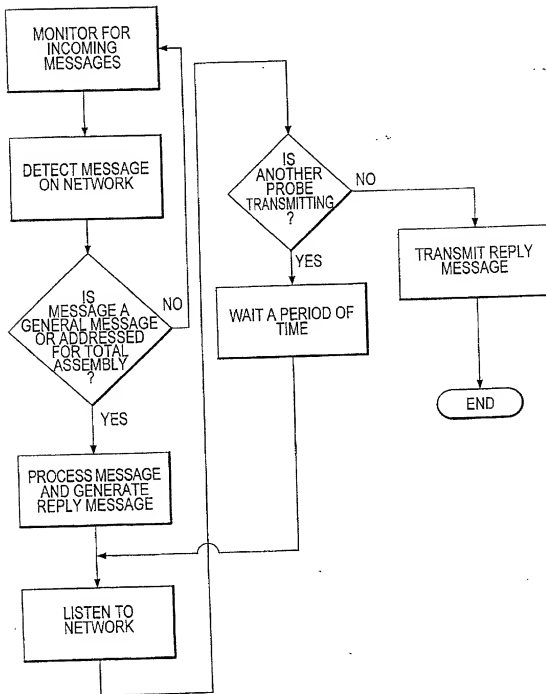 MONITOR FOR
INCOMING
MESSAGES
DETECT MESSAGE
ON NETWORK
IS
MESSAGE A
GENERAL MESSAGE
OR ADDRESSED
FOR TOTAL
ASSEMBLY
?
NO
YES
PROCESS MESSAGE
AND GENERATE
REPLY MESSAGE
LISTEN TO
NETWORK
IS
ANOTHER
PROBE
TRANSMITTING
?
NO
YES
WAIT A PERIOD OF
TIME
TRANSMIT REPLY
MESSAGE
END